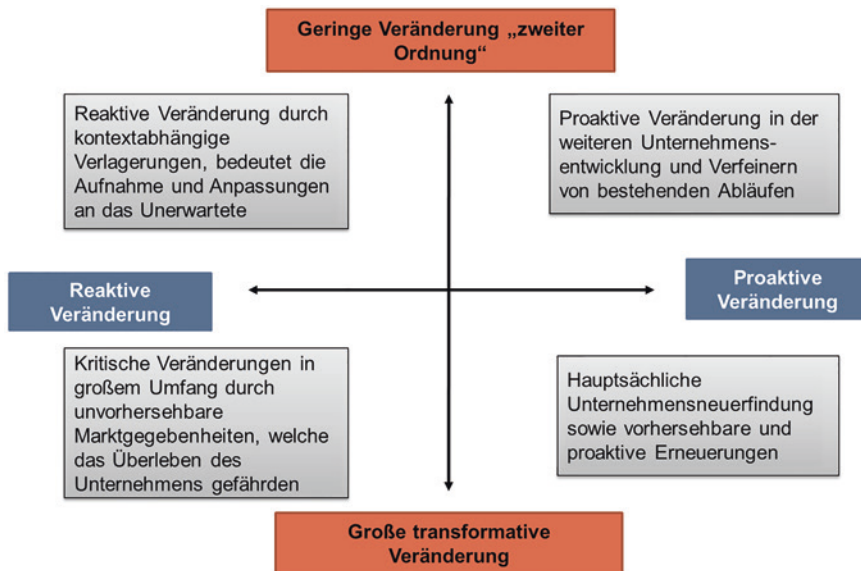 Geringe Veränderung „zweiter
Ordnung“
Reaktive Veränderung durch
kontextabhängige
Verlagerungen, bedeutet die
Aufnahme und Anpassungen
an das Unerwartete
Proaktive Veränderung in der
weiteren Unternehmens-
entwicklung und Verfeinern
von bestehenden Abläufen
Reaktive
Veränderung
Proaktive
Veränderung
Kritische Veränderungen in
großem Umfang durch
unvorhersehbare
Marktgegebenheiten, welche
das Überleben des
Unternehmens gefährden
Hauptsächliche
Unternehmensneuerfindung
sowie vorhersehbare und
proaktive Erneuerungen
Große transformative
Veränderung